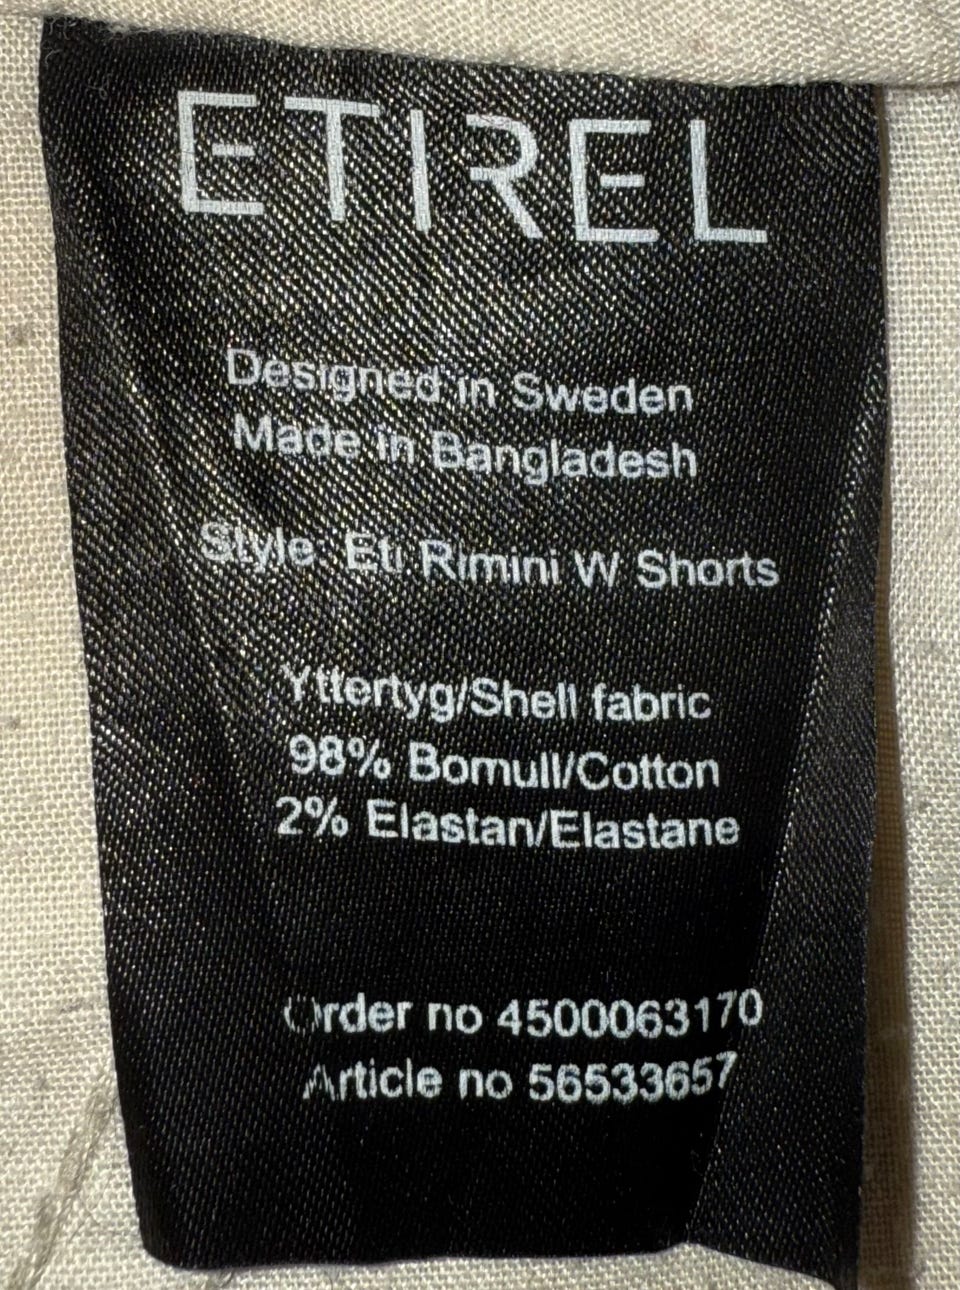 ETIREL
Designed in Sweden
Made in Bangladesh
Style: Eti Rimini W Shorts
Yttertyg/Shell fabric
98% Bomull/Cotton
2% Elastan/Elastane
Order no 4500063170
Article no 56533657